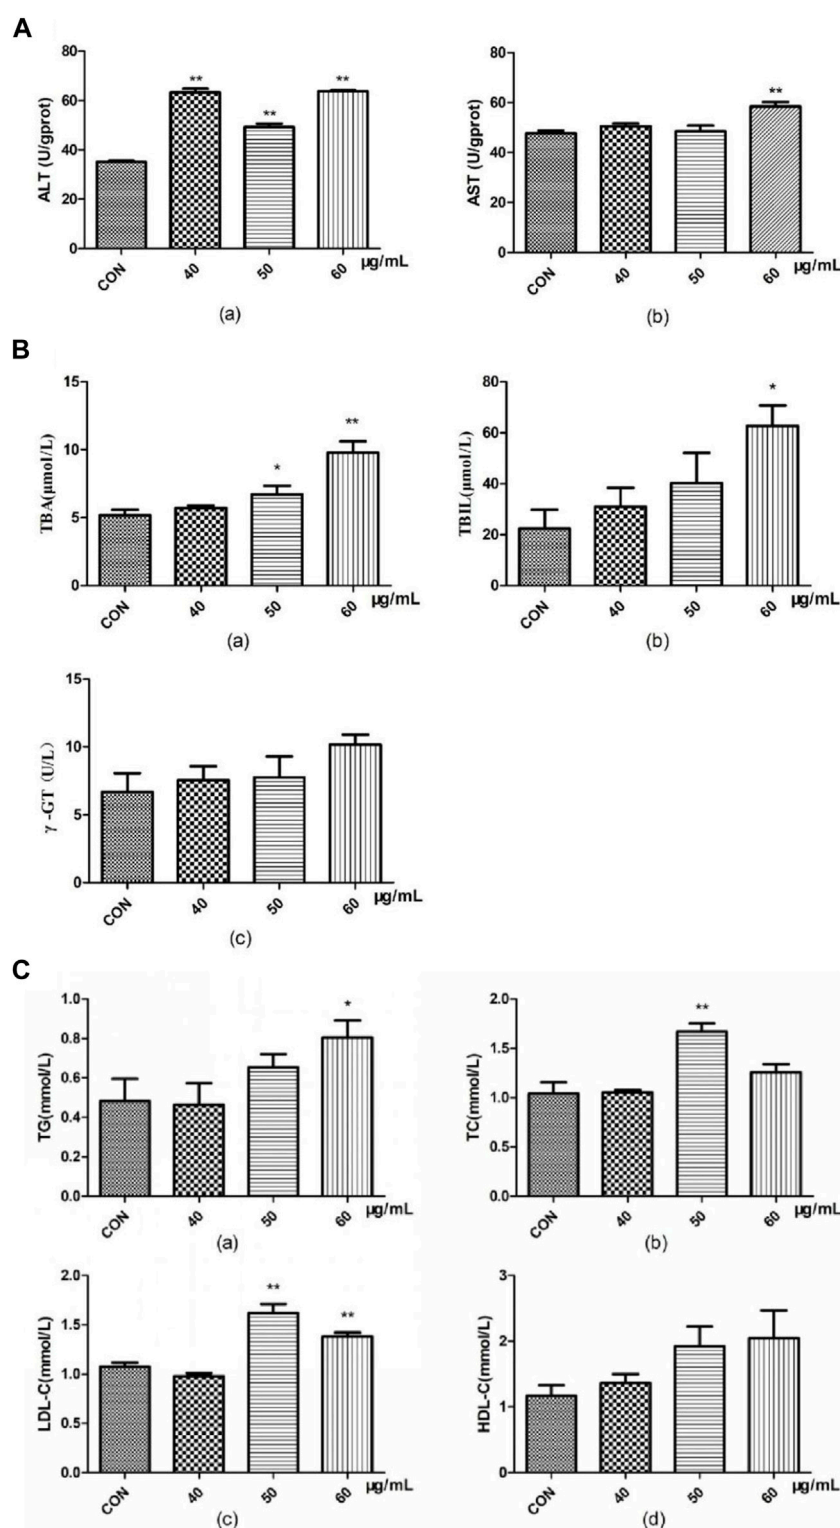 A
ALT (U/gprot)
80
60
40
20
0
**
**
**
CON
40
50
60
µg/mL
(a)
AST (U/gprot)
80
60
40
20
0
**
CON
40
50
60
µg/mL
(b)
B
TBA(µmol/L)
15
10
5
0
*
**
CON
40
50
60
µg/mL
(a)
TBIL(µmol/L)
80
60
40
20
0
*
CON
40
50
60
µg/mL
(b)
γ -GT (U/L)
15
10
5
0
CON
40
50
60
µg/mL
(c)
C
TG(mmol/L)
1.0
0.8
0.6
0.4
0.2
0.0
*
CON
40
50
60
µg/mL
(a)
TC(mmol/L)
2.0
1.5
1.0
0.5
0.0
**
CON
40
50
60
µg/mL
(b)
LDL-C(mmol/L)
2.0
1.5
1.0
0.5
0.0
**
**
CON
40
50
60
µg/mL
(c)
HDL-C(mmol/L)
3
2
1
0
CON
40
50
60
µg/mL
(d)